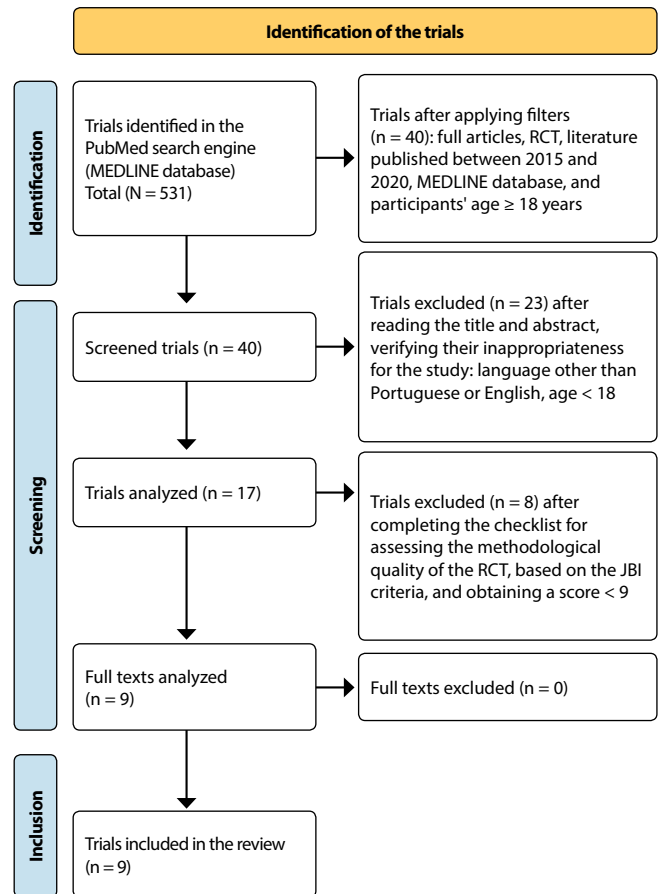 Identification of the trials
Identification
Trials identified in the
PubMed search engine
(MEDLINE database)
Total (N = 531)
Trials after applying filters
(n = 40): full articles, RCT, literature
published between 2015 and
2020, MEDLINE database, and
participants' age ≥ 18 years
Screening
Screened trials (n = 40)
Trials excluded (n = 23) after
reading the title and abstract,
verifying their inappropriateness
for the study: language other than
Portuguese or English, age < 18
Trials analyzed (n = 17)
Trials excluded (n = 8) after
completing the checklist for
assessing the methodological
quality of the RCT, based on the JBI
criteria, and obtaining a score < 9
Full texts analyzed
(n = 9)
Full texts excluded (n = 0)
Inclusion
Trials included in the review
(n = 9)